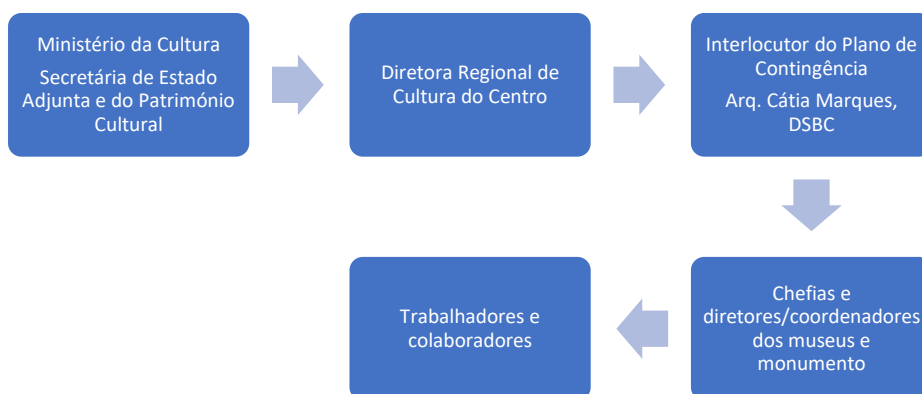 Ministério da Cultura
Secretária de Estado
Adjunta e do Património
Cultural
Diretora Regional de
Cultura do Centro
Interlocutor do Plano de
Contingência
Arq. Cátia Marques,
DSBC
Chefias e
diretores/coordenadores
dos museus e
monumento
Trabalhadores e
colaboradores